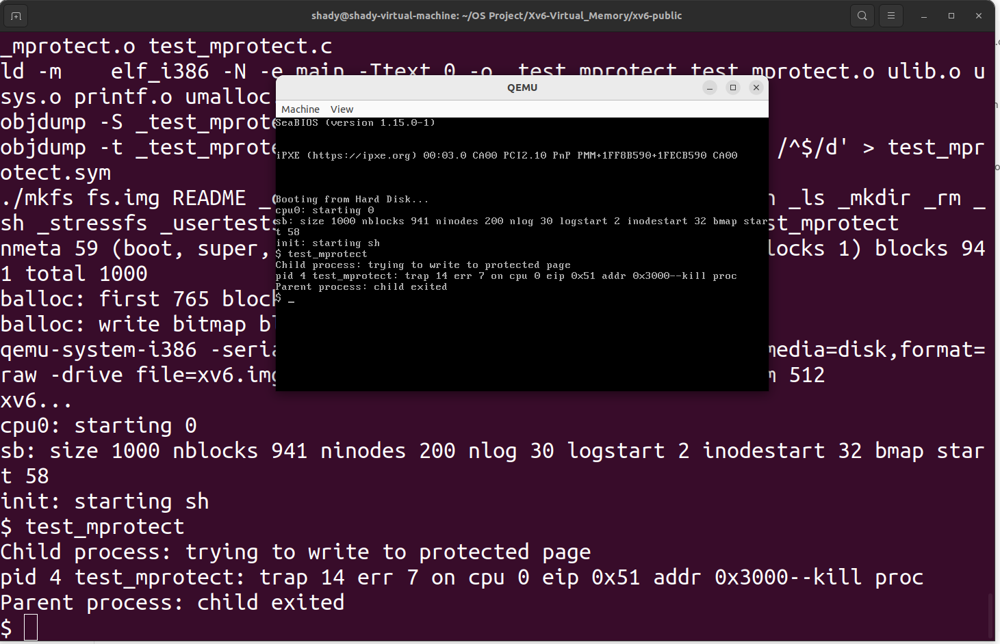 shady@shady-virtual-machine: ~/OS Project/Xv6-Virtual_Memory/xv6-public
_mprotect.o test_mprotect.c
ld -m    elf_i386 -N -e main -Ttext 0 -o _test_mprotect test_mprotect.o ulib.o u
sys.o printf.o umalloc.
objdump -S _test_mprote
objdump -t _test_mprote /^$/d' > test_mpr
otect.sym
./mkfs fs.img README _ _ls _mkdir _rm _
sh _stressfs _usertests st_mprotect
nmeta 59 (boot, super, locks 1) blocks 94
1 total 1000
balloc: first 765 block
balloc: write bitmap bl
qemu-system-i386 -seria media=disk,format=
raw -drive file=xv6.img 512
xv6...
cpu0: starting 0
sb: size 1000 nblocks 941 ninodes 200 nlog 30 logstart 2 inodestart 32 bmap star
t 58
init: starting sh
$ test_mprotect
Child process: trying to write to protected page
pid 4 test_mprotect: trap 14 err 7 on cpu 0 eip 0x51 addr 0x3000--kill proc
Parent process: child exited
$
QEMU
Machine View
SeaBIOS (version 1.15.0-1)
iPXE (https://ipxe.org) 00:03.0 CA00 PCI2.10 PnP PMM+1FF8B590+1FECB590 CA00
Booting from Hard Disk...
cpu0: starting 0
sb: size 1000 nblocks 941 ninodes 200 nlog 30 logstart 2 inodestart 32 bmap star
t 58
init: starting sh
$ test_mprotect
Child process: trying to write to protected page
pid 4 test_mprotect: trap 14 err 7 on cpu 0 eip 0x51 addr 0x3000--kill proc
Parent process: child exited
$ _